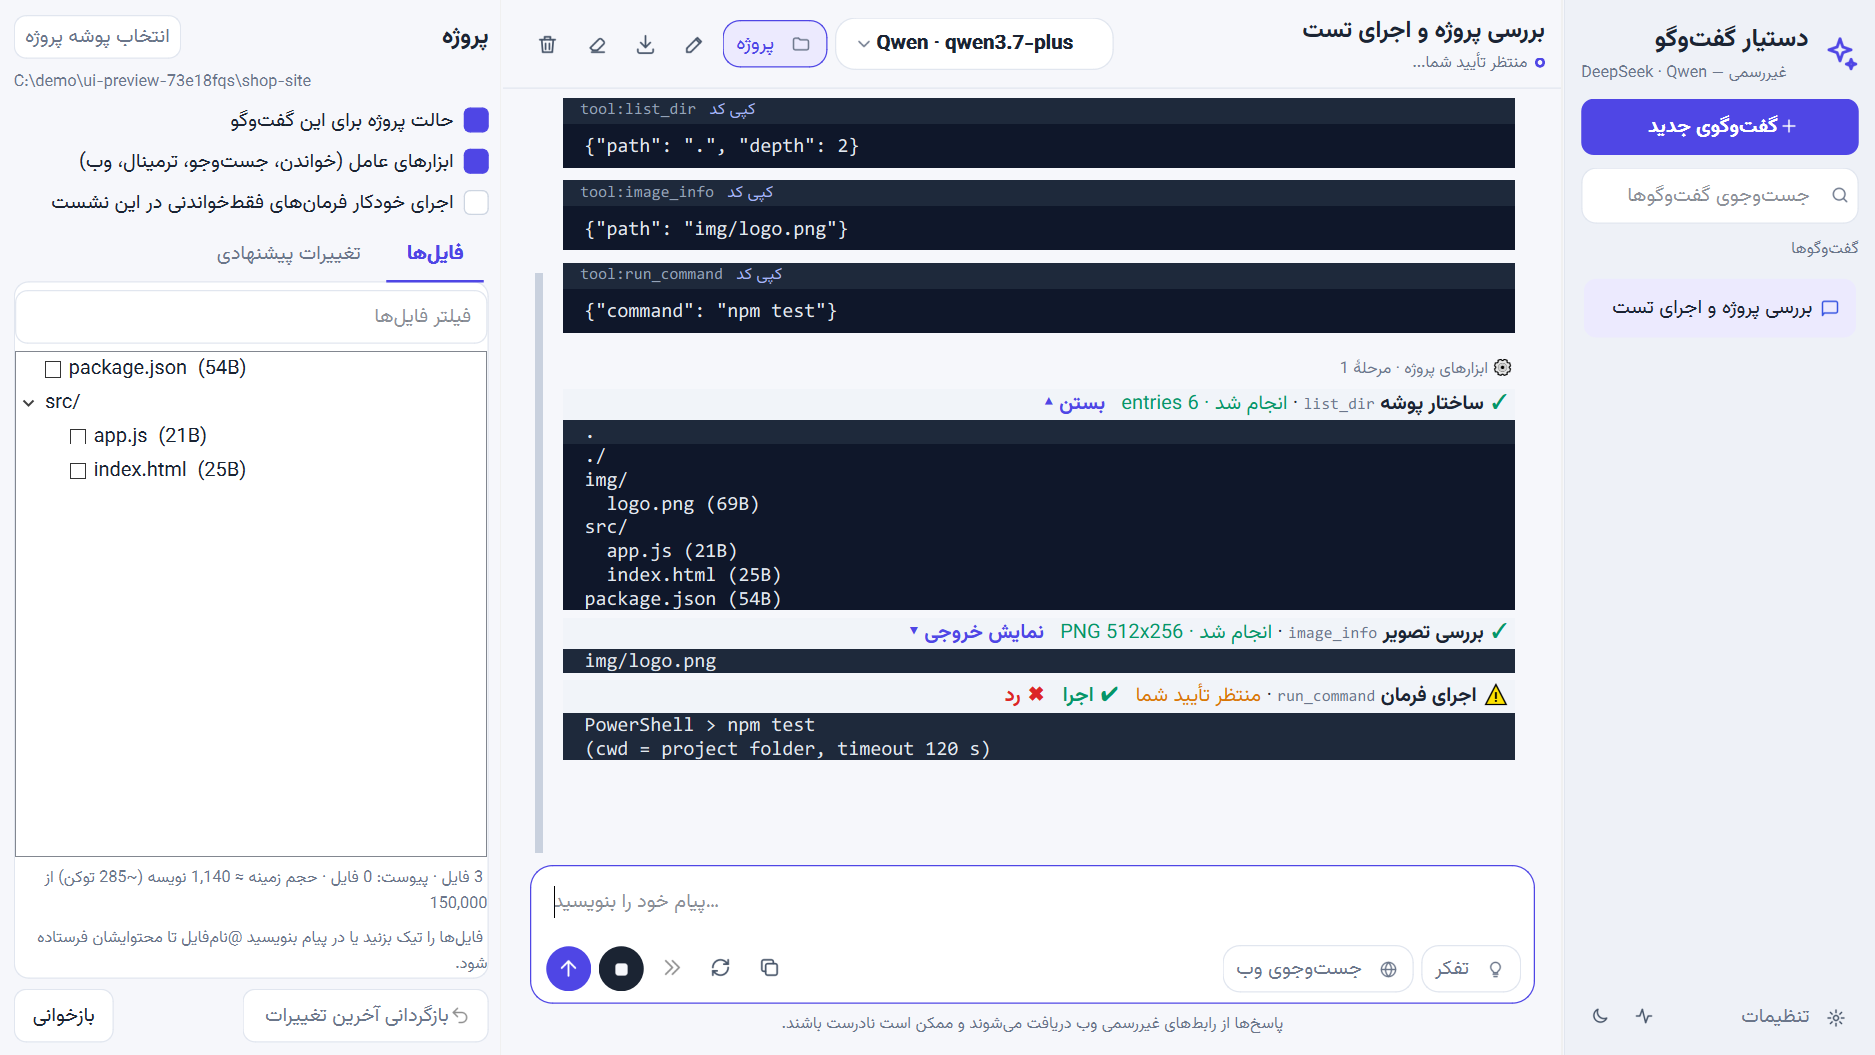 دستیار گفت‌وگو
DeepSeek · Qwen — غیررسمی
+ گفت‌وگوی جدید
جست‌وجوی گفت‌وگوها
گفت‌وگوها
بررسی پروژه و اجرای تست
تنظیمات
بررسی پروژه و اجرای تست
منتظر تأیید شما...
Qwen · qwen3.7-plus
پروژه
tool:list_dir کپی کد
{"path": ".", "depth": 2}
tool:image_info کپی کد
{"path": "img/logo.png"}
tool:run_command کپی کد
{"command": "npm test"}
ابزارهای پروژه · مرحلهٔ 1
✓ ساختار پوشه list_dir · انجام شد · 6 entries بستن ▲
.
./
img/
logo.png (69B)
src/
app.js (21B)
index.html (25B)
package.json (54B)
✓ بررسی تصویر image_info · انجام شد · PNG 512x256 نمایش خروجی ▼
img/logo.png
⚠ اجرای فرمان run_command · منتظر تأیید شما ✔ اجرا ✖ رد
PowerShell > npm test
(cwd = project folder, timeout 120 s)
پیام خود را بنویسید...
تفکر
جست‌وجوی وب
پاسخ‌ها از رابط‌های غیررسمی وب دریافت می‌شوند و ممکن است نادرست باشند.
پروژه
انتخاب پوشه پروژه
C:\demo\ui-preview-73e18fqs\shop-site
حالت پروژه برای این گفت‌وگو
ابزارهای عامل (خواندن، جست‌وجو، ترمینال، وب)
اجرای خودکار فرمان‌های فقط‌خواندنی در این نشست
فایل‌ها
تغییرات پیشنهادی
فیلتر فایل‌ها
package.json (54B)
src/
app.js (21B)
index.html (25B)
3 فایل · پیوست: 0 فایل · حجم زمینه ≈ 1,140 نویسه (~285 توکن) از
150,000
فایل‌ها را تیک بزنید یا در پیام بنویسید @نام‌فایل تا محتوایشان فرستاده
شود.
بازگردانی آخرین تغییرات
بازخوانی